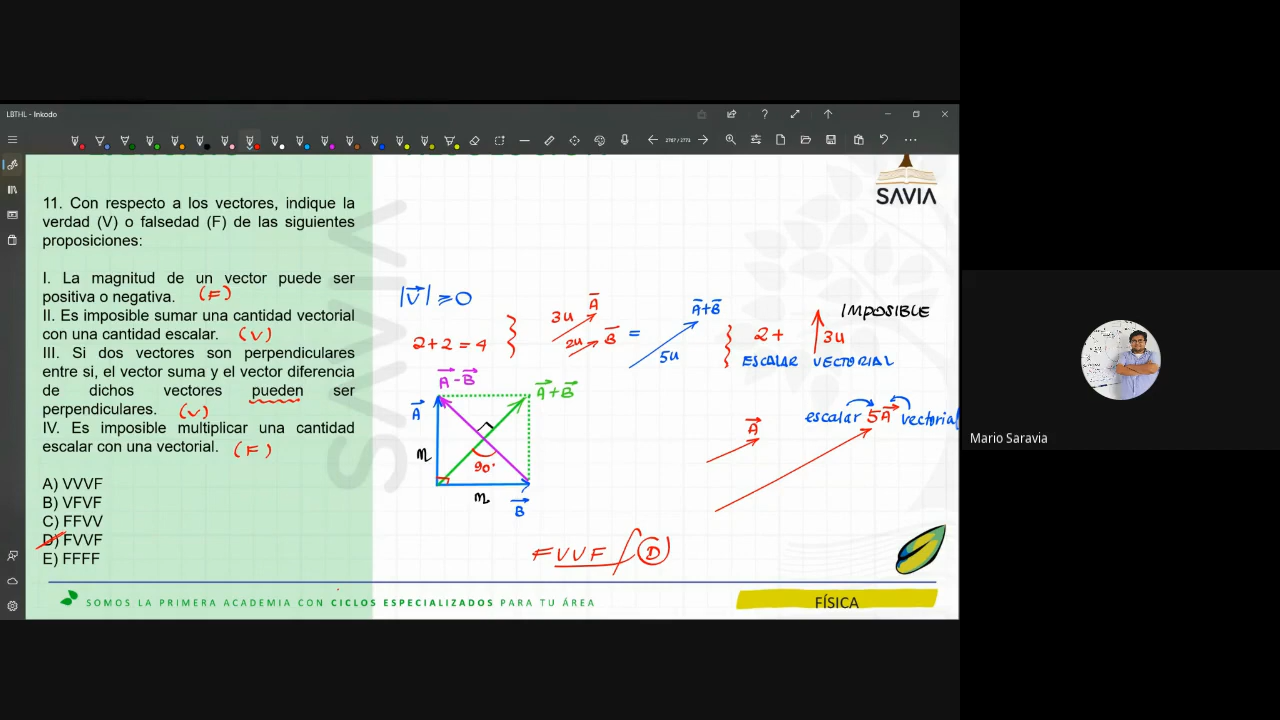 LBTHL - Inkodo
2767 / 2773
SAVIA
11. Con respecto a los vectores, indique la
verdad (V) o falsedad (F) de las siguientes
proposiciones:
I. La magnitud de un vector puede ser
positiva o negativa. (F)
II. Es imposible sumar una cantidad vectorial
con una cantidad escalar. (V)
III. Si dos vectores son perpendiculares
entre si, el vector suma y el vector diferencia
de dichos vectores pueden ser
perpendiculares. (V)
IV. Es imposible multiplicar una cantidad
escalar con una vectorial. (F)
A) VVVF
B) VFVF
C) FFVV
D) FVVF
E) FFFF
|V| ≥ 0
2+2=4
3u A
2u B
=
A+B
5u
2+ 3u
IMPOSIBLE
ESCALAR VECTORIAL
A-B
A+B
A
m
90°
m
B
escalar 5A vectorial
A
FVVF D
SAVIA
SOMOS LA PRIMERA ACADEMIA CON CICLOS ESPECIALIZADOS PARA TU ÁREA
FÍSICA
Mario Saravia